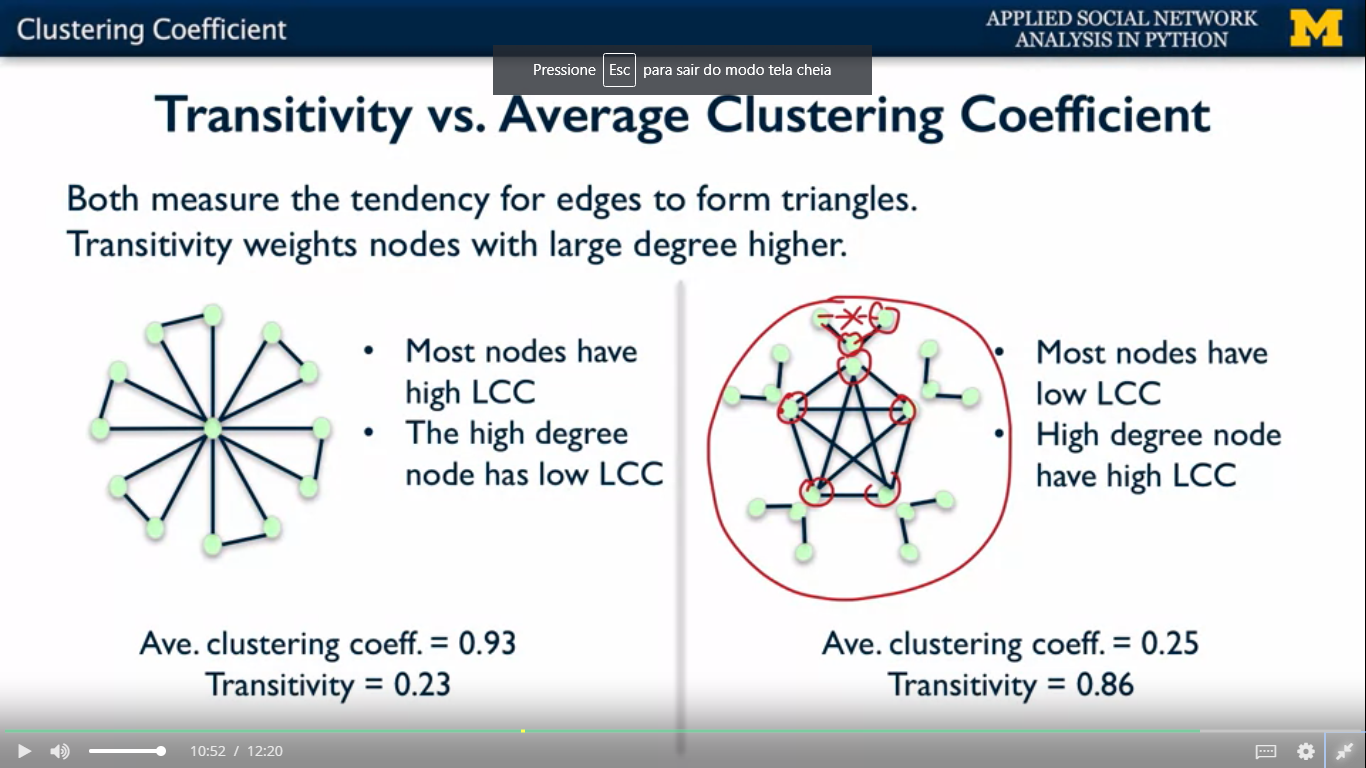 Clustering Coefficient
APPLIED SOCIAL NETWORK
ANALYSIS IN PYTHON
M
Pressione Esc para sair do modo tela cheia
Transitivity vs. Average Clustering Coefficient
Both measure the tendency for edges to form triangles.
Transitivity weights nodes with large degree higher.
• Most nodes have
high LCC
• The high degree
node has low LCC
Ave. clustering coeff. = 0.93
Transitivity = 0.23
• Most nodes have
low LCC
• High degree node
have high LCC
Ave. clustering coeff. = 0.25
Transitivity = 0.86
10:52 / 12:20